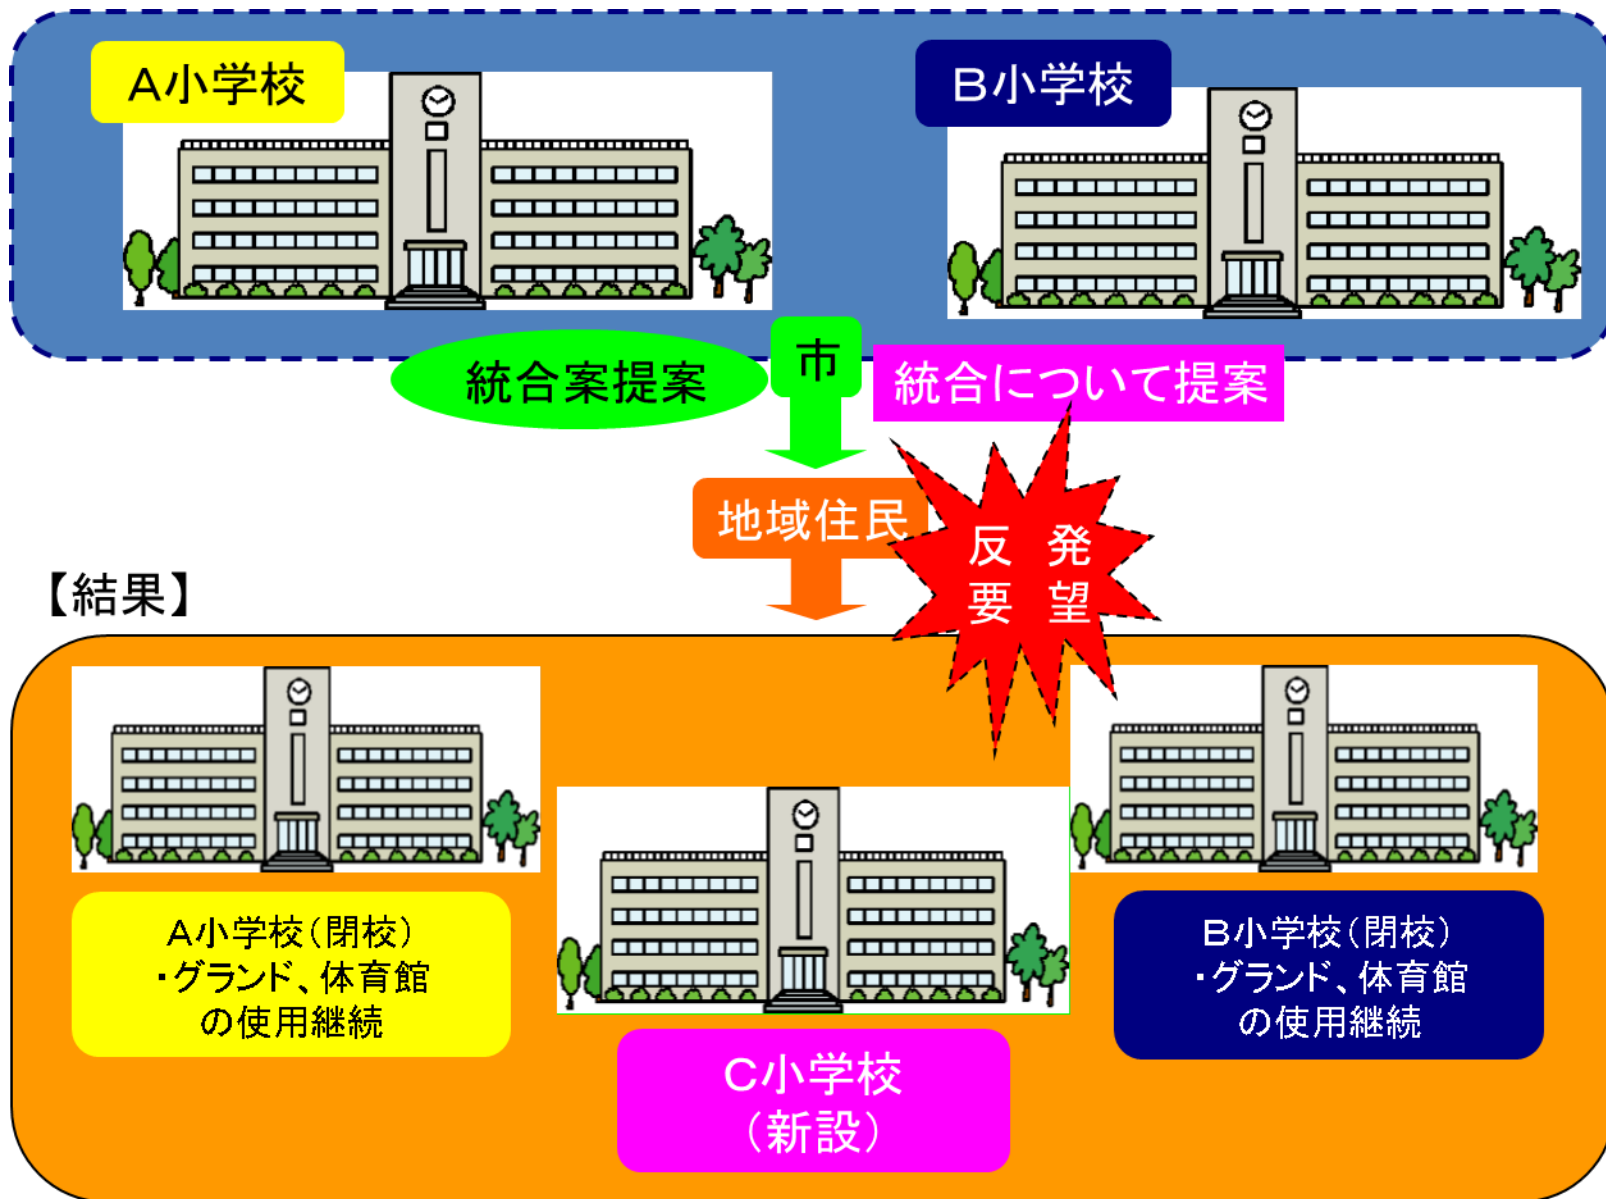 A小学校
B小学校
統合案提案
市
統合について提案
地域住民
反 発
要 望
【結果】
A小学校(閉校)
・グランド、体育館
の使用継続
C小学校
(新設)
B小学校(閉校)
・グランド、体育館
の使用継続